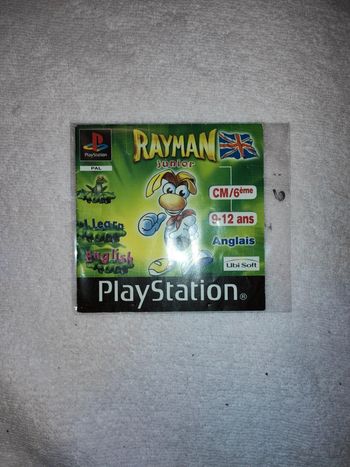 RAYMAN
junior
PlayStation
PAL
CM/6ème
9-12 ans
Anglais
I learn
English
Ubi Soft
PlayStation®